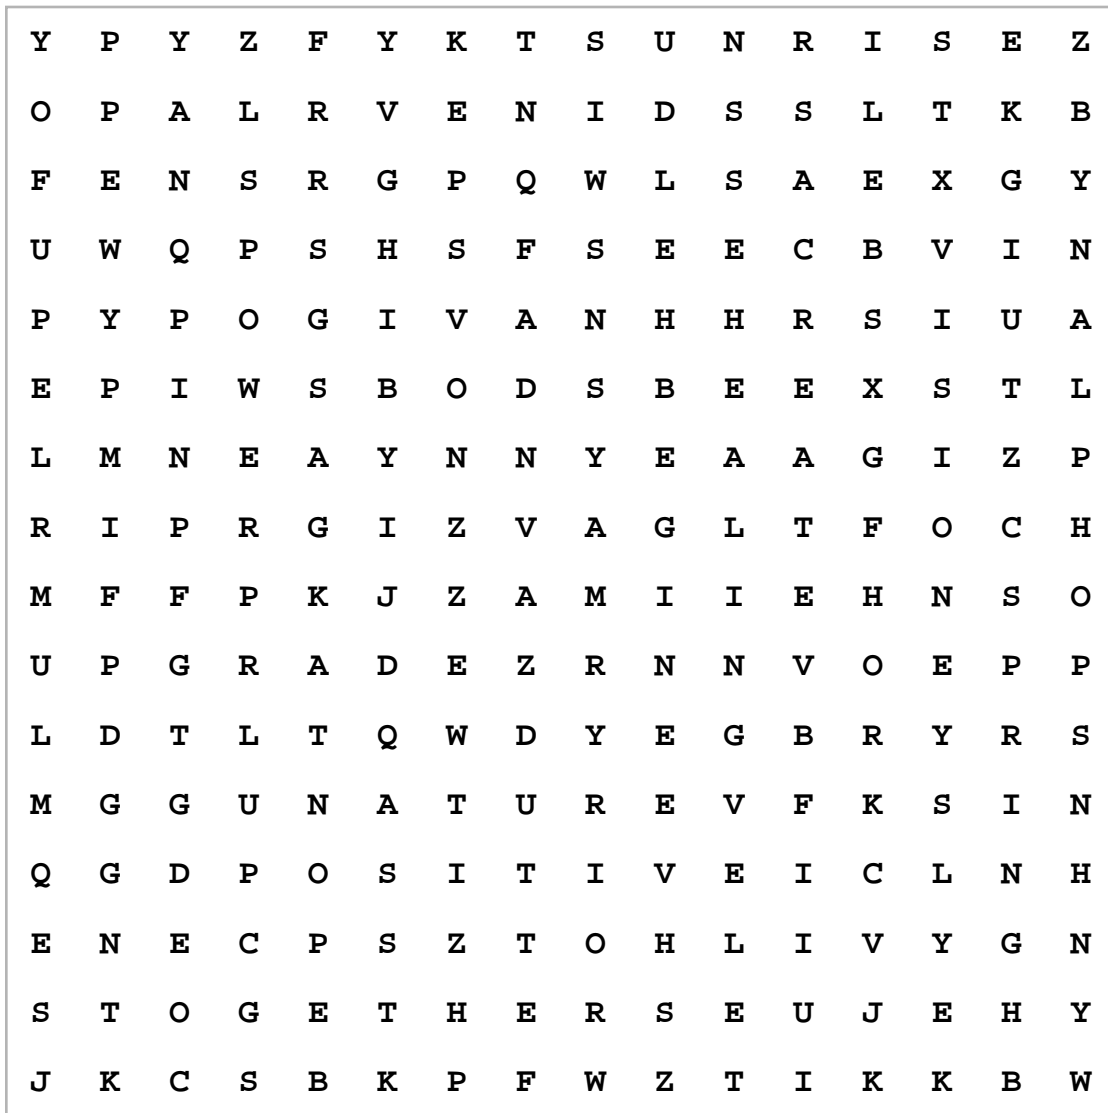 Y P Y Z F Y K T S U N R I S E Z
O P A L R V E N I D S S L T K B
F E N S R G P Q W L S A E X G Y
U W Q P S H S F S E E C B V I N
P Y P O G I V A N H H R S I U A
E P I W S B O D S B E E X S T L
L M N E A Y N N Y E A A G I Z P
R I P R G I Z V A G L T F O C H
M F F P K J Z A M I I E H N S O
U P G R A D E Z R N N V O E P P
L D T L T Q W D Y E G B R Y R S
M G G U N A T U R E V F K S I N
Q G D P O S I T I V E I C L N H
E N E C P S Z T O H L I V Y G N
S T O G E T H E R S E U J E H Y
J K C S B K P F W Z T I K K B W